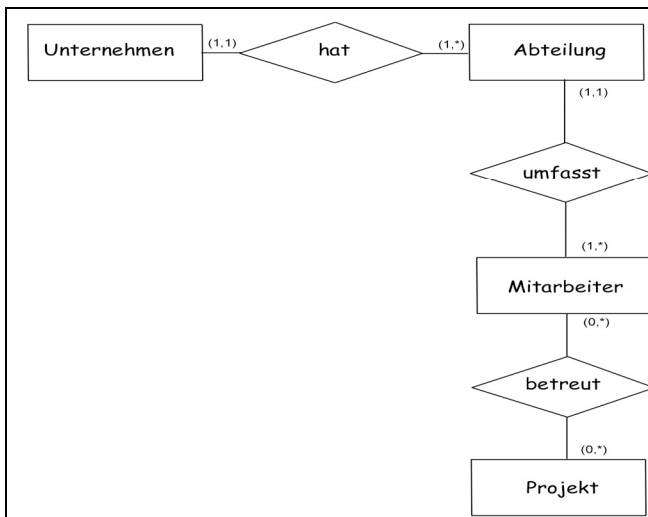 Unternehmen (1,1) hat (1,*) Abteilung
(1,1)
umfasst
(1,*)
Mitarbeiter
(0,*)
betreut
(0,*)
Projekt